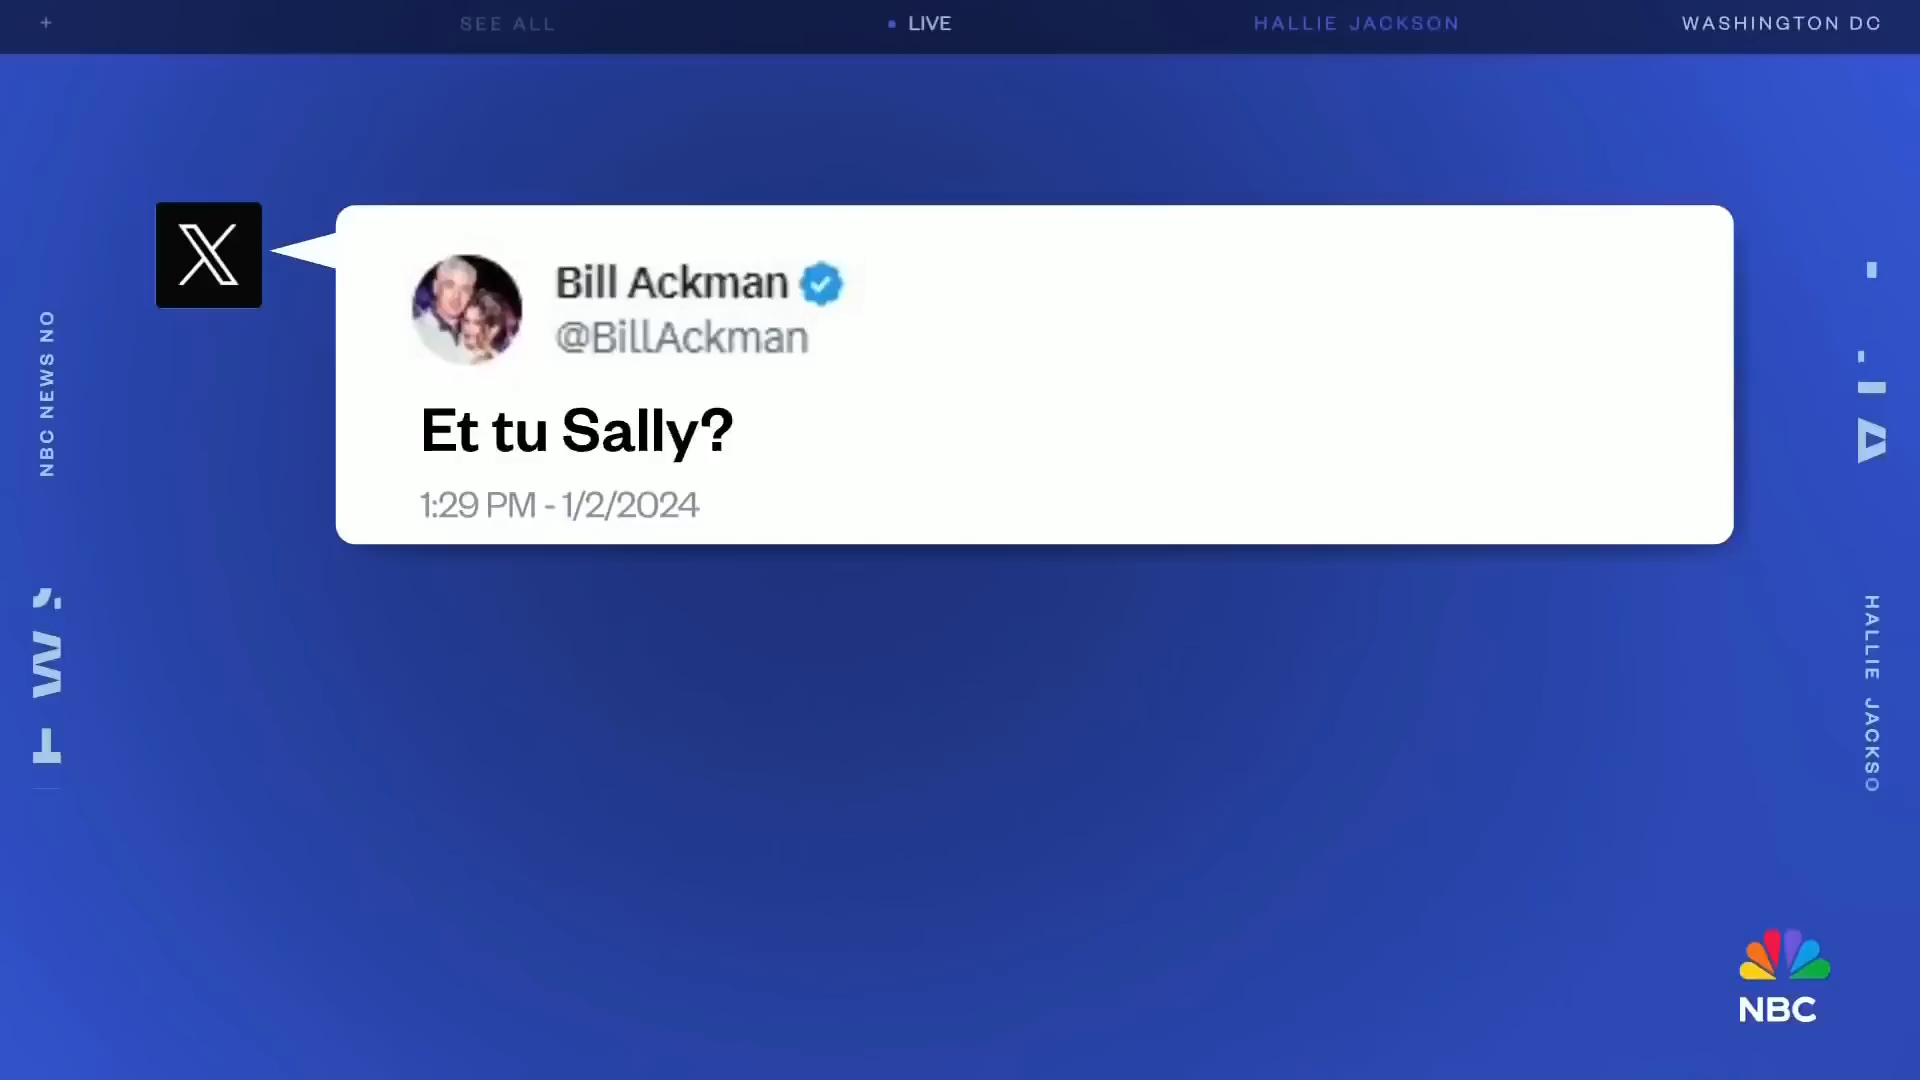 +
SEE ALL
LIVE
HALLIE JACKSON
WASHINGTON DC
X
Bill Ackman
@BillAckman
Et tu Sally?
1:29 PM - 1/2/2024
NBC NEWS NO
HALLIE JACKSO
NBC